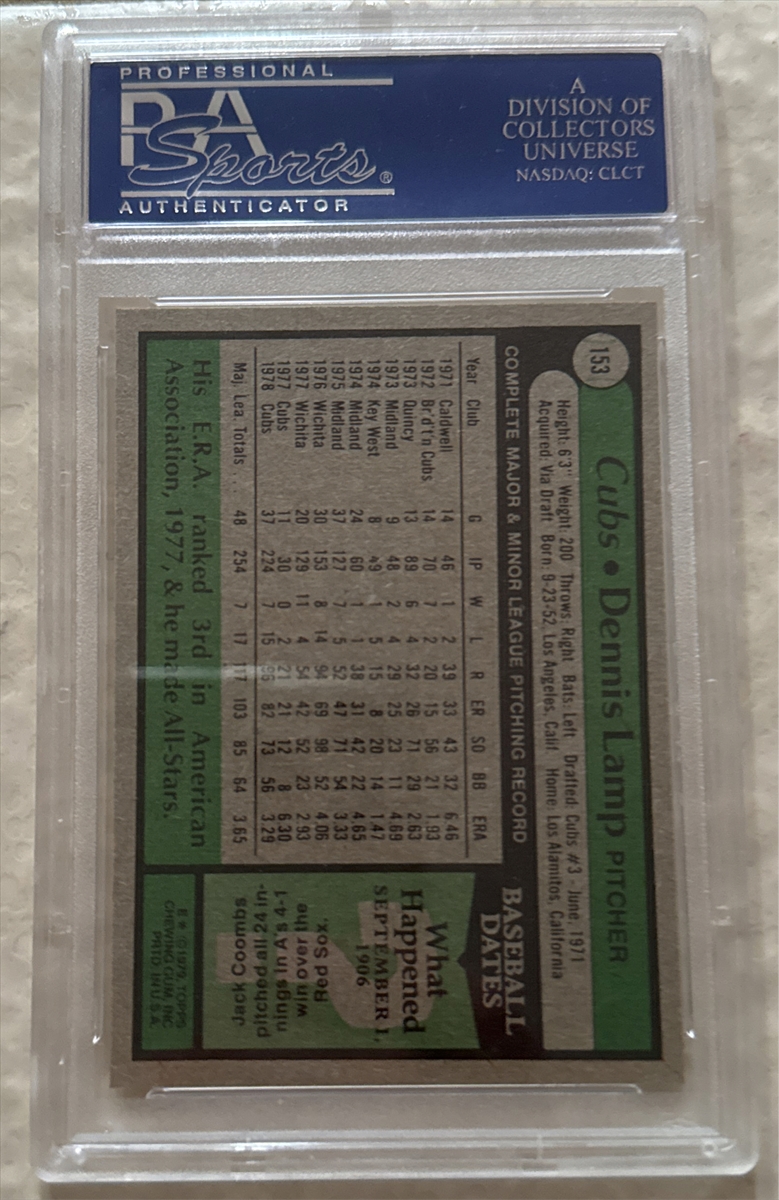 PROFESSIONAL
PSA
Sports®
AUTHENTICATOR
A
DIVISION OF
COLLECTORS
UNIVERSE
NASDAQ: CLCT
153
Cubs • Dennis Lamp PITCHER
Height: 6'3" Weight: 200 Throws: Right Bats: Left Drafted: Cubs #3 - June, 1971
Acquired: Via Draft Born: 9-23-52, Los Angeles, Calif. Home: Los Alamitos, California
COMPLETE MAJOR & MINOR LEAGUE PITCHING RECORD
Year Club G IP W L R ER SO BB ERA
1971 Caldwell 14 46 1 2 39 33 43 32 6.46
1972 Br'd't'n Cubs 14 70 7 2 20 15 56 21 1.93
1973 Quincy 13 89 6 4 32 26 71 29 2.63
1973 Midland 9 48 2 4 29 25 23 11 4.69
1974 Key West 8 49 1 5 15 8 20 14 1.47
1974 Midland 24 60 1 1 38 31 42 22 4.65
1975 Midland 37 127 7 5 52 47 71 54 3.33
1976 Wichita 30 153 8 14 94 69 98 52 4.06
1977 Wichita 20 129 11 4 54 42 52 23 2.93
1977 Cubs 11 30 0 2 21 21 12 8 6.30
1978 Cubs 37 224 7 15 96 82 73 56 3.29
Maj. Lea. Totals . . . 48 254 7 17 117 103 85 64 3.65
His E.R.A. ranked 3rd in American
Association, 1977, & he made All-Stars.
BASEBALL
DATES
What
Happened
SEPTEMBER 1,
1906
Jack Coombs
pitched all 24 in-
nings in A's 4-1
win over the
Red Sox.
© 1979, TOPPS
CHEWING GUM, INC.
PRTD. IN U.S.A.